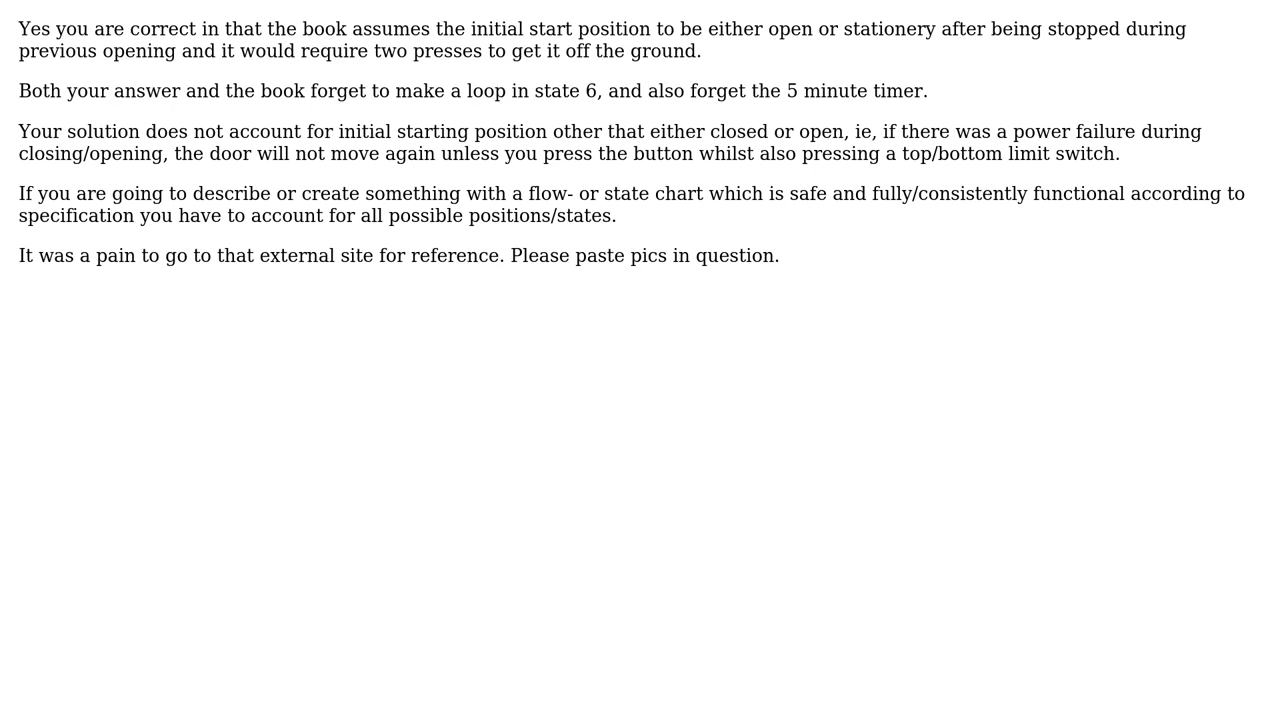 Yes you are correct in that the book assumes the initial start position to be either open or stationery after being stopped during
previous opening and it would require two presses to get it off the ground.
Both your answer and the book forget to make a loop in state 6, and also forget the 5 minute timer.
Your solution does not account for initial starting position other that either closed or open, ie, if there was a power failure during
closing/opening, the door will not move again unless you press the button whilst also pressing a top/bottom limit switch.
If you are going to describe or create something with a flow- or state chart which is safe and fully/consistently functional according to
specification you have to account for all possible positions/states.
It was a pain to go to that external site for reference. Please paste pics in question.